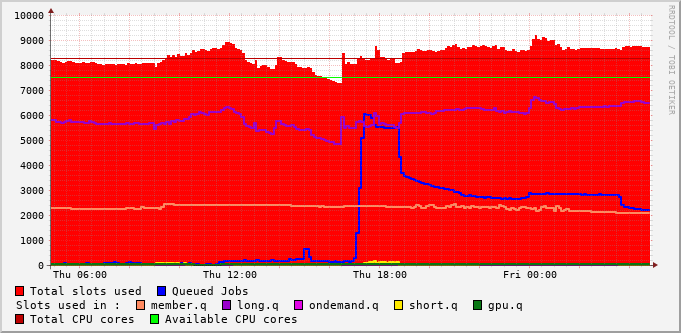 10000
9000
8000
7000
6000
5000
4000
3000
2000
1000
0
Thu 06:00 Thu 12:00 Thu 18:00 Fri 00:00
RRDTOOL / TOBI OETIKER
Total slots used Queued Jobs
Slots used in : member.q long.q ondemand.q short.q gpu.q
Total CPU cores Available CPU cores